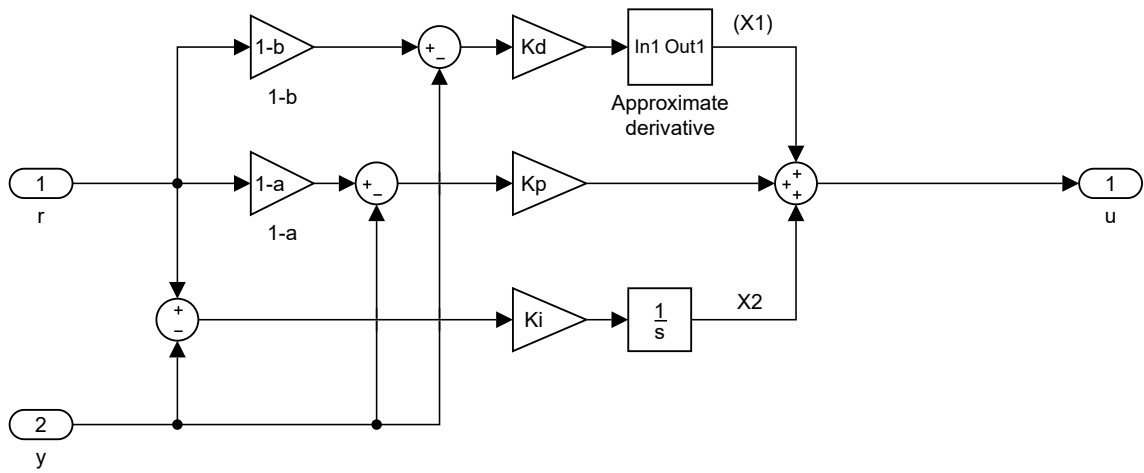 (X1)
1-b
+
−
Kd
In1 Out1
1-b
Approximate
derivative
1
r
1-a
+
−
Kp
+
+
+
1
u
1-a
+
−
Ki
1
s
X2
2
y